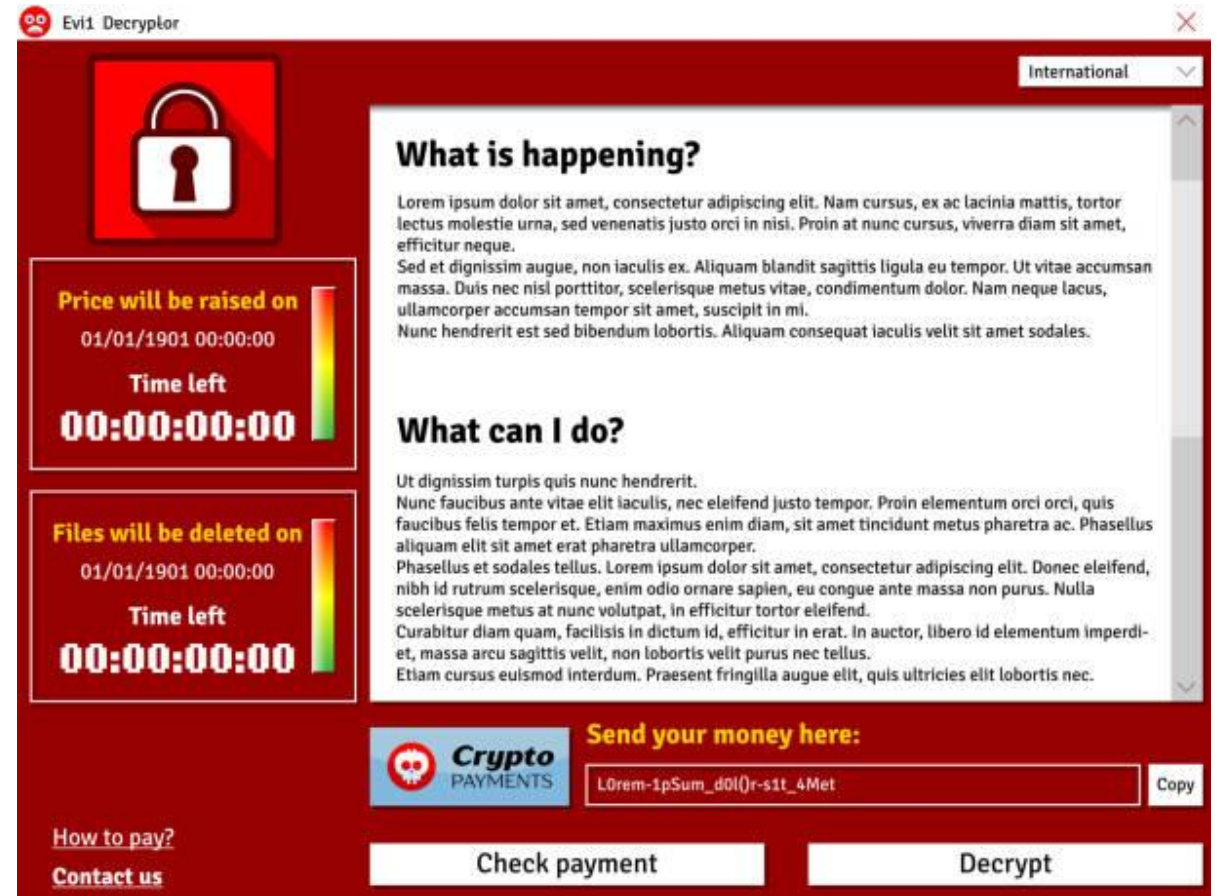 Evi1 Decryplor
International
What is happening?
Lorem ipsum dolor sit amet, consectetur adipiscing elit. Nam cursus, ex ac lacinia mattis, tortor
lectus molestie urna, sed venenatis justo orci in nisi. Proin at nunc cursus, viverra diam sit amet,
efficitur neque.
Sed et dignissim augue, non iaculis ex. Aliquam blandit sagittis ligula eu tempor. Ut vitae accumsan
massa. Duis nec nisl porttitor, scelerisque metus vitae, condimentum dolor. Nam neque lacus,
ullamcorper accumsan tempor sit amet, suscipit in mi.
Nunc hendrerit est sed bibendum lobortis. Aliquam consequat iaculis velit sit amet sodales.
What can I do?
Ut dignissim turpis quis nunc hendrerit.
Nunc faucibus ante vitae elit iaculis, nec eleifend justo tempor. Proin elementum orci orci, quis
faucibus felis tempor et. Etiam maximus enim diam, sit amet tincidunt metus pharetra ac. Phasellus
aliquam elit sit amet erat pharetra ullamcorper.
Phasellus et sodales tellus. Lorem ipsum dolor sit amet, consectetur adipiscing elit. Donec eleifend,
nibh id rutrum scelerisque, enim odio ornare sapien, eu congue ante massa non purus. Nulla
scelerisque metus at nunc volutpat, in efficitur tortor eleifend.
Curabitur diam quam, facilisis in dictum id, efficitur in erat. In auctor, libero id elementum imperdi-
et, massa arcu sagittis velit, non lobortis velit purus nec tellus.
Etiam cursus euismod interdum. Praesent fringilla augue elit, quis ultricies elit lobortis nec.
Price will be raised on
01/01/1901 00:00:00
Time left
00:00:00:00
Files will be deleted on
01/01/1901 00:00:00
Time left
00:00:00:00
Crypto
PAYMENTS
Send your money here:
L0rem-1pSum_d0l()r-s1t_4Met
Copy
How to pay?
Contact us
Check payment
Decrypt